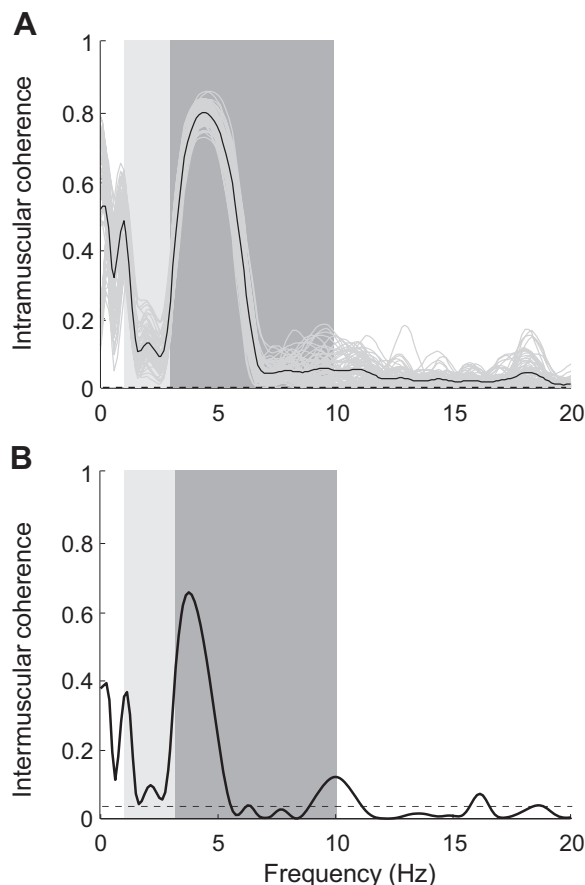 A
Intramuscular coherence
1
0.8
0.6
0.4
0.2
0
0 5 10 15 20
B
Intermuscular coherence
1
0.8
0.6
0.4
0.2
0
0 5 10 15 20
Frequency (Hz)